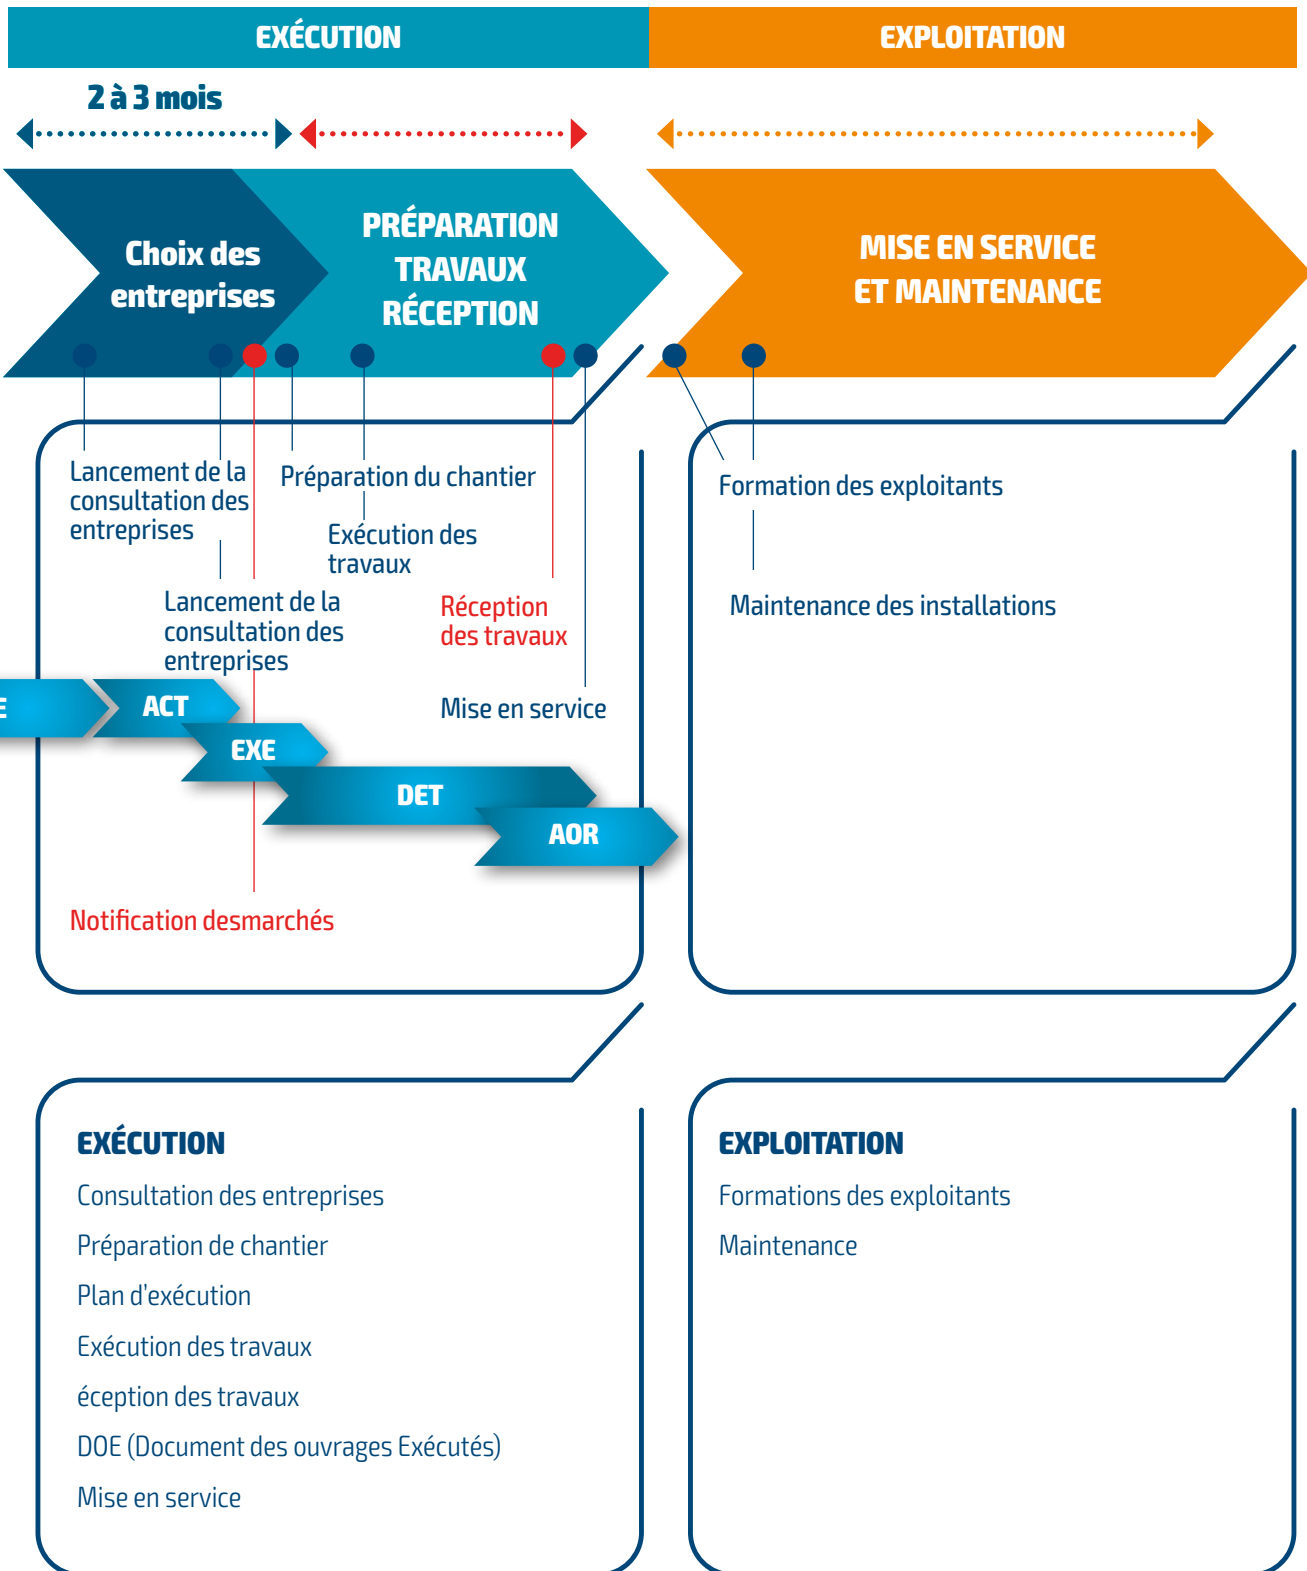 EXÉCUTION
EXPLOITATION
2 à 3 mois
Choix des
entreprises
PRÉPARATION
TRAVAUX
RÉCEPTION
MISE EN SERVICE
ET MAINTENANCE
Lancement de la
consultation des
entreprises
Préparation du chantier
Exécution des
travaux
Lancement de la
consultation des
entreprises
Réception
des travaux
Mise en service
Formation des exploitants
Maintenance des installations
E
ACT
EXE
DET
AOR
Notification desmarchés
EXÉCUTION
Consultation des entreprises
Préparation de chantier
Plan d'exécution
Exécution des travaux
éception des travaux
DOE (Document des ouvrages Exécutés)
Mise en service
EXPLOITATION
Formations des exploitants
Maintenance